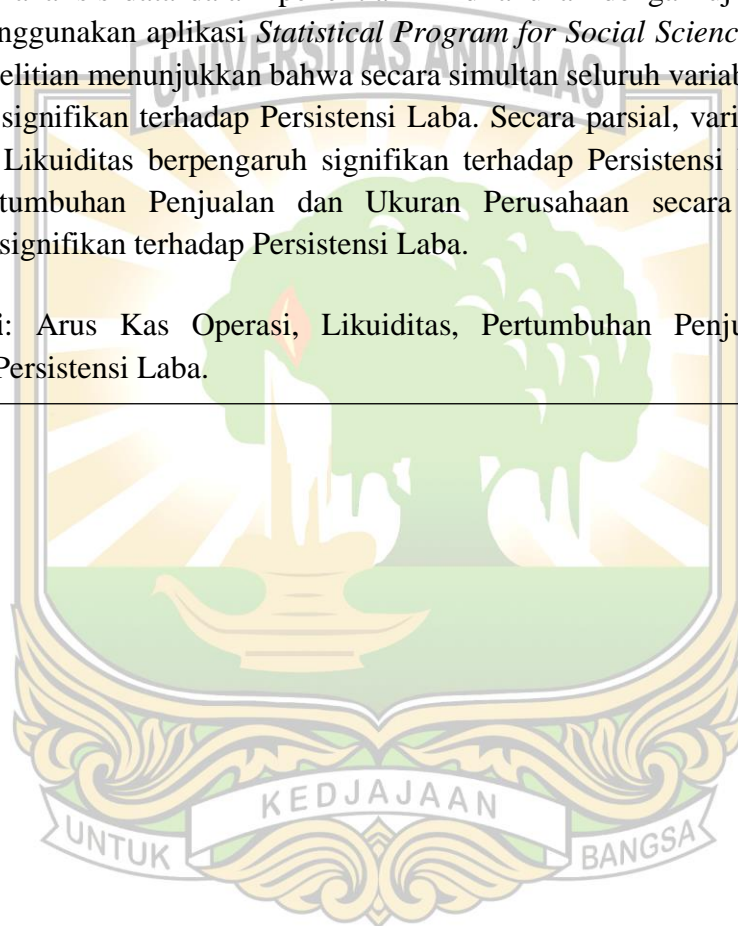 nggunakan aplikasi Statistical Program for Social Scienc
elitian menunjukkan bahwa secara simultan seluruh variab
signifikan terhadap Persistensi Laba. Secara parsial, vari
Likuiditas berpengaruh signifikan terhadap Persistensi
tumbuhan Penjualan dan Ukuran Perusahaan secara
signifikan terhadap Persistensi Laba.
i: Arus Kas Operasi, Likuiditas, Pertumbuhan Penju
Persistensi Laba.
UNIVERSITAS ANDALAS
UNTUK KEDJAJAAN BANGSA